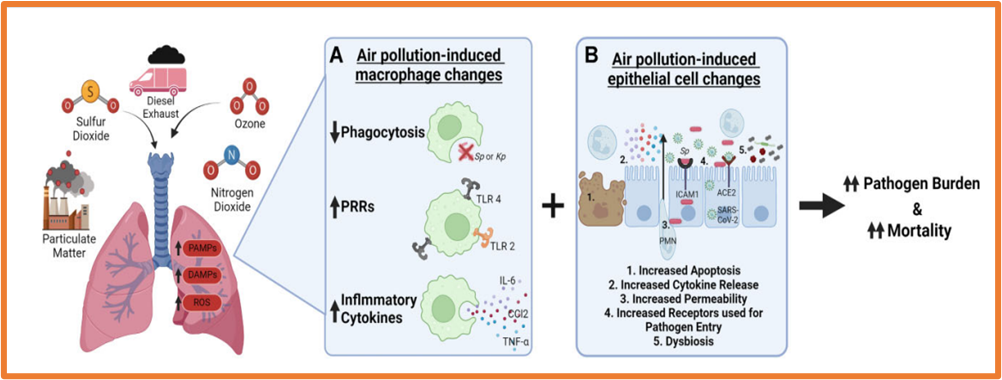 S
Sulfur
Dioxide
Diesel
Exhaust
O
O
O
O
O
Ozone
N
O
O
Nitrogen
Dioxide
Particulate
Matter
PAMPs
DAMPs
ROS
A
Air pollution-induced
macrophage changes
Phagocytosis
Sp or Kp
PRRs
TLR 4
TLR 2
Inflmmatory
Cytokines
IL-6
CGl2
TNF-α
+
B
Air pollution-induced
epithelial cell changes
1.
2.
Sp
4.
5.
ICAM1
ACE2
3.
SARS-
CoV-2
PMN
1. Increased Apoptosis
2. Increased Cytokine Release
3. Increased Permeability
4. Increased Receptors used for
Pathogen Entry
5. Dysbiosis
Pathogen Burden
&
Mortality